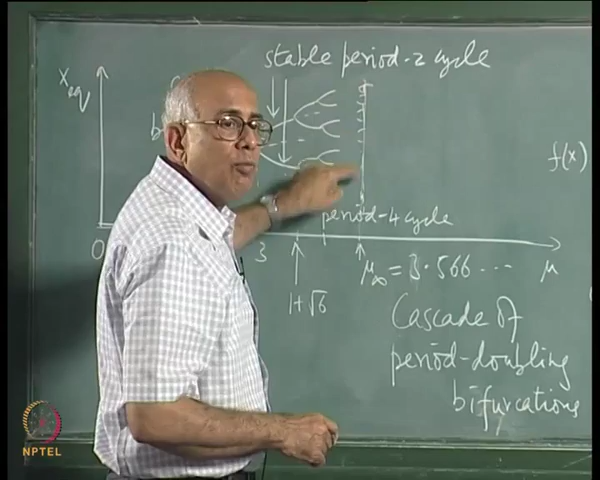 stable period-2 cycle
x_eq
f(x)
period-4 cycle
0
3
μ∞ = 3.566 ...
μ
1+√6
Cascade of
period-doubling
bifurcations
NPTEL